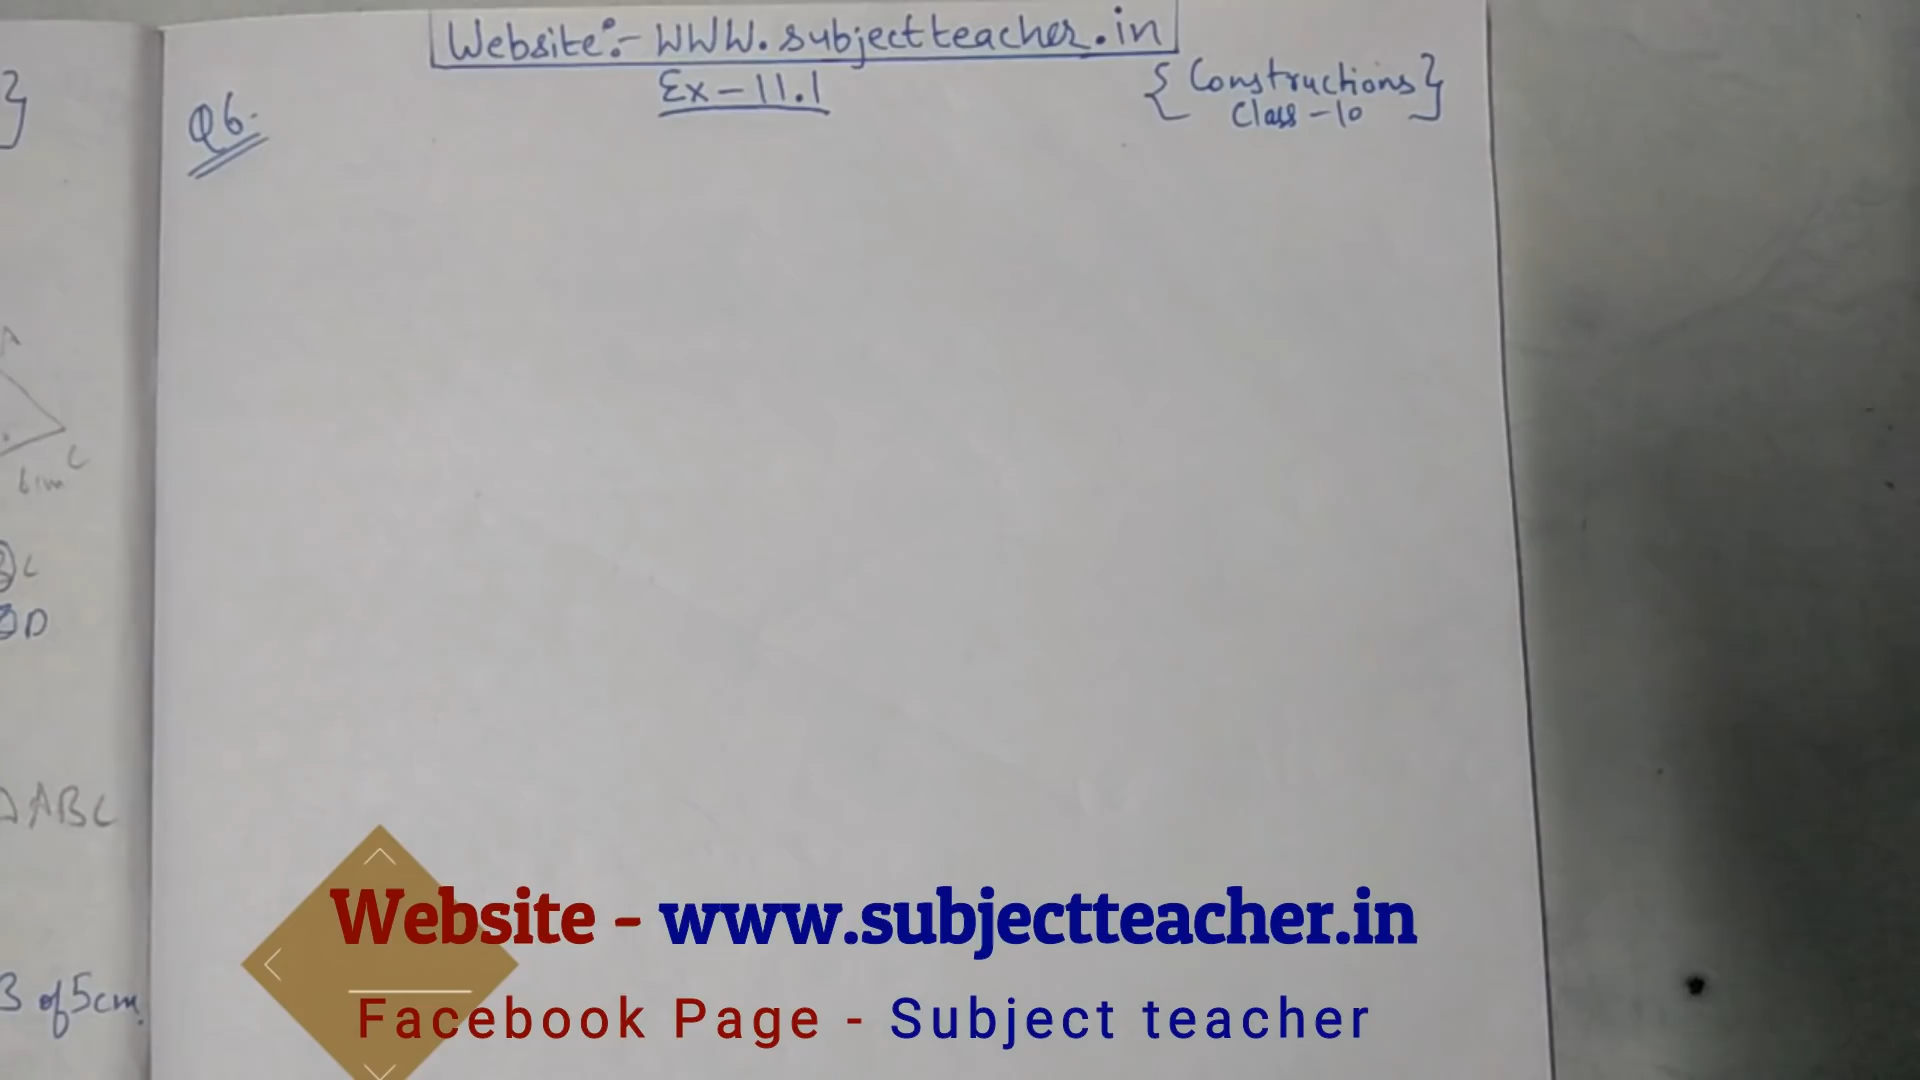 Website:- WWW.subjectteacher.in
Ex-11.1
{Constructions}
Class-10
Q6.
}
A
C
6cm
C
D
ABC
of 5cm.
Website - www.subjectteacher.in
Facebook Page - Subject teacher